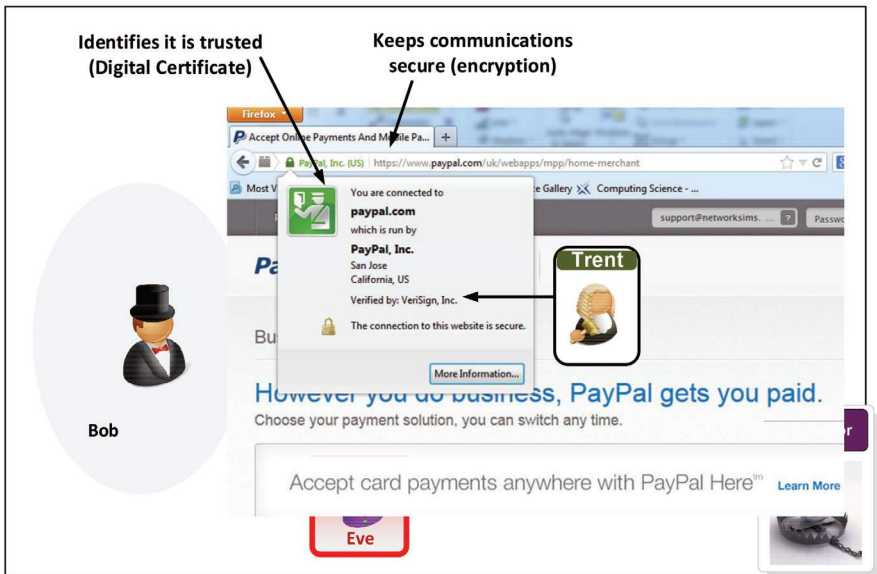 Identifies it is trusted
(Digital Certificate)
Keeps communications
secure (encryption)
Firefox
Accept Online Payments And Mobile Pa...
PayPal, Inc. (US) https://www.paypal.com/uk/webapps/mpp/home-merchant
Most V
e Gallery Computing Science - ...
support@networksims. ... ? Passwo
You are connected to
paypal.com
which is run by
PayPal, Inc.
San Jose
California, US
Verified by: VeriSign, Inc.
The connection to this website is secure.
More Information...
Pa
Trent
Bu
However you do business, PayPal gets you paid.
Choose your payment solution, you can switch any time.
Bob
or
Accept card payments anywhere with PayPal Here™ Learn More
Eve